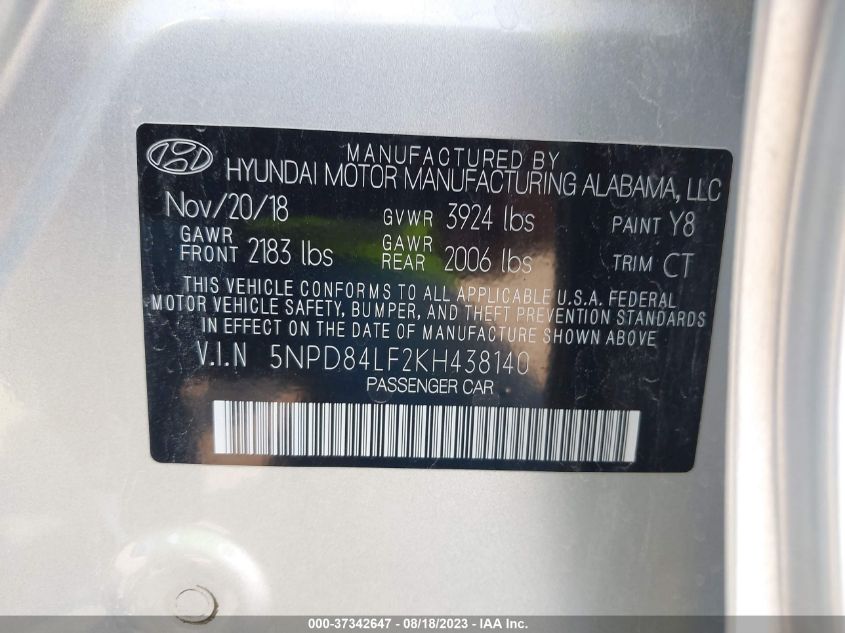 MANUFACTURED BY
HYUNDAI MOTOR MANUFACTURING ALABAMA, LLC
Nov/20/18 GVWR 3924 lbs PAINT Y8
GAWR FRONT 2183 lbs GAWR REAR 2006 lbs TRIM CT
THIS VEHICLE CONFORMS TO ALL APPLICABLE U.S.A. FEDERAL
MOTOR VEHICLE SAFETY, BUMPER, AND THEFT PREVENTION STANDARDS
IN EFFECT ON THE DATE OF MANUFACTURE SHOWN ABOVE
V.I.N 5NPD84LF2KH438140
PASSENGER CAR
000-37342647 - 08/18/2023 - Copyright © 2023 - IAA Inc.